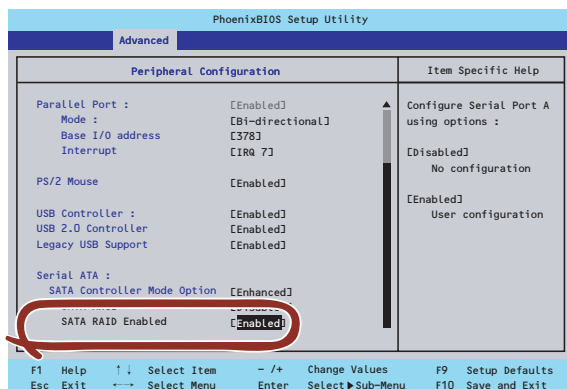 PhoenixBIOS Setup Utility
Advanced
Peripheral Configuration
Item Specific Help
Parallel Port : [Enabled]
Mode : [Bi-directional]
Base I/O address [378]
Interrupt [IRQ 7]
PS/2 Mouse [Enabled]
USB Controller : [Enabled]
USB 2.0 Controller [Enabled]
Legacy USB Support [Enabled]
Serial ATA :
SATA Controller Mode Option [Enhanced]
SATA RAID Enabled [Enabled]
Configure Serial Port A
using options :
[Disabled]
No configuration
[Enabled]
User configuration
F1 Help ↑↓ Select Item - /+ Change Values F9 Setup Defaults
Esc Exit ←→ Select Menu Enter Select▶Sub-Menu F10 Save and Exit